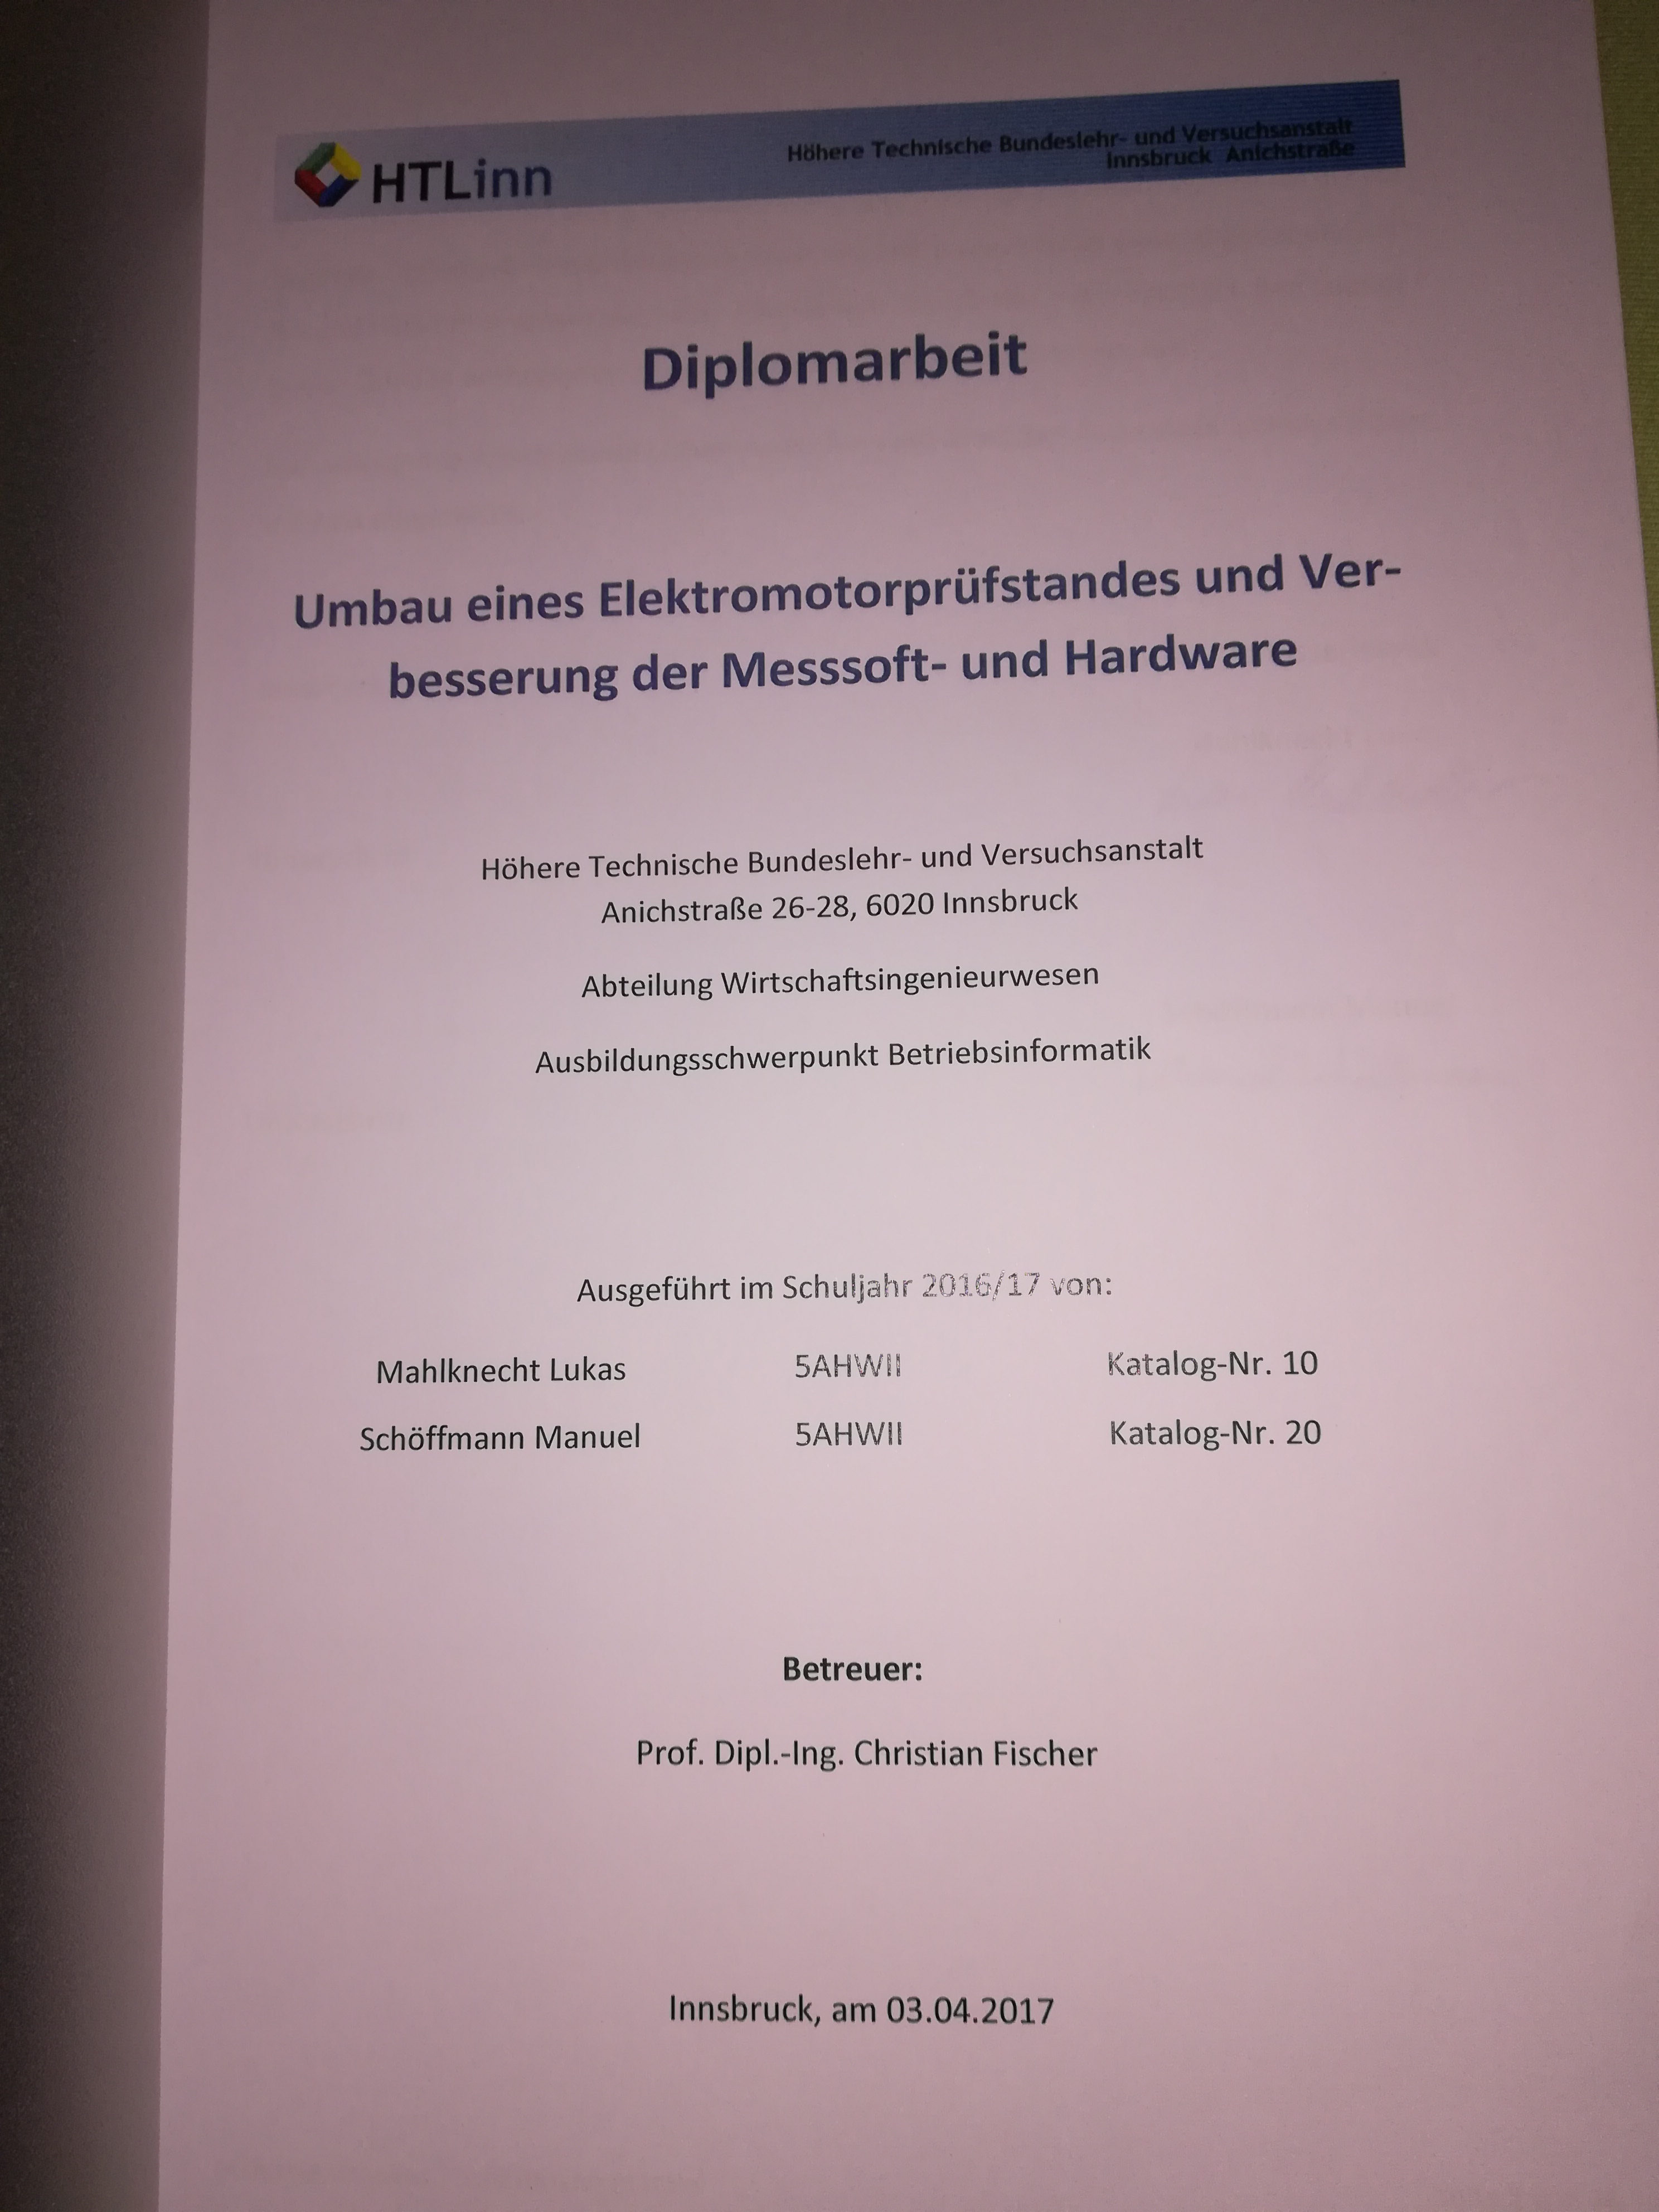 HTLinn
Höhere Technische Bundeslehr- und Versuchsanstalt
Innsbruck Anichstraße
Diplomarbeit
Umbau eines Elektromotorprüfstandes und Ver-
besserung der Messsoft- und Hardware
Höhere Technische Bundeslehr- und Versuchsanstalt
Anichstraße 26-28, 6020 Innsbruck
Abteilung Wirtschaftsingenieurwesen
Ausbildungsschwerpunkt Betriebsinformatik
Ausgeführt im Schuljahr 2016/17 von:
Mahlknecht Lukas 5AHWII Katalog-Nr. 10
Schöffmann Manuel 5AHWII Katalog-Nr. 20
Betreuer:
Prof. Dipl.-Ing. Christian Fischer
Innsbruck, am 03.04.2017